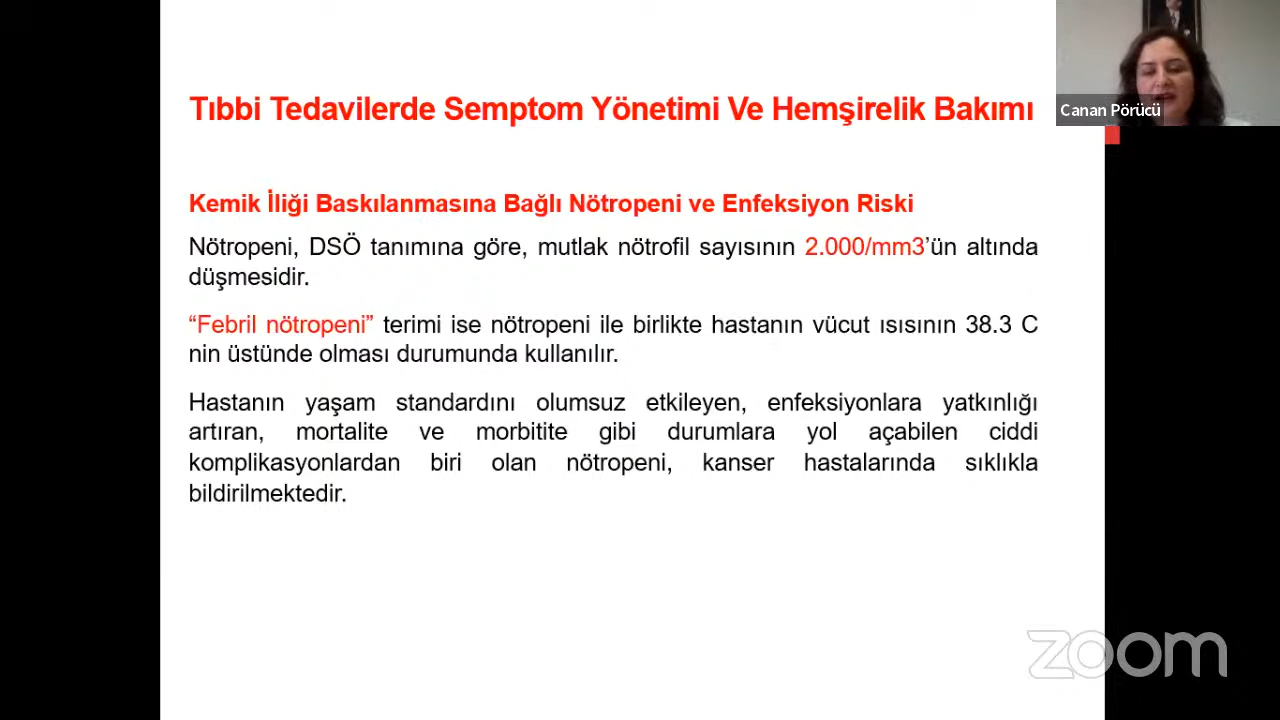 Tıbbi Tedavilerde Semptom Yönetimi Ve Hemşirelik Bakımı
Canan Pörücü
Kemik İliği Baskılanmasına Bağlı Nötropeni ve Enfeksiyon Riski
Nötropeni, DSÖ tanımına göre, mutlak nötrofil sayısının 2.000/mm3’ün altında
düşmesidir.
“Febril nötropeni” terimi ise nötropeni ile birlikte hastanın vücut ısısının 38.3 C
nin üstünde olması durumunda kullanılır.
Hastanın yaşam standardını olumsuz etkileyen, enfeksiyonlara yatkınlığı
artıran, mortalite ve morbitite gibi durumlara yol açabilen ciddi
komplikasyonlardan biri olan nötropeni, kanser hastalarında sıklıkla
bildirilmektedir.
zoom